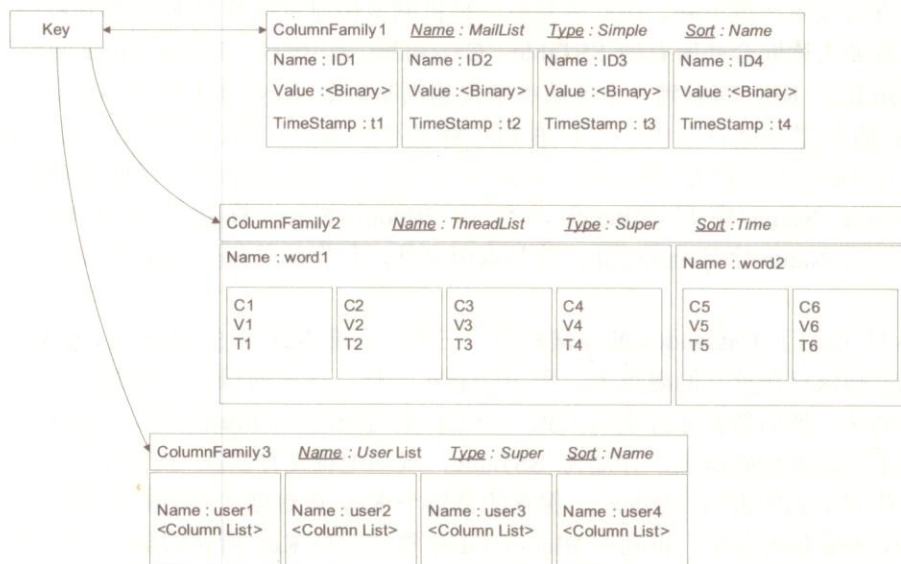 Key
ColumnFamily1 Name : MailList Type : Simple Sort : Name
Name : ID1
Value :<Binary>
TimeStamp : t1
Name : ID2
Value :<Binary>
TimeStamp : t2
Name : ID3
Value :<Binary>
TimeStamp : t3
Name : ID4
Value :<Binary>
TimeStamp : t4
ColumnFamily2 Name : ThreadList Type : Super Sort :Time
Name : word1
C1
V1
T1
C2
V2
T2
C3
V3
T3
C4
V4
T4
Name : word2
C5
V5
T5
C6
V6
T6
ColumnFamily3 Name : User List Type : Super Sort : Name
Name : user1
<Column List>
Name : user2
<Column List>
Name : user3
<Column List>
Name : user4
<Column List>